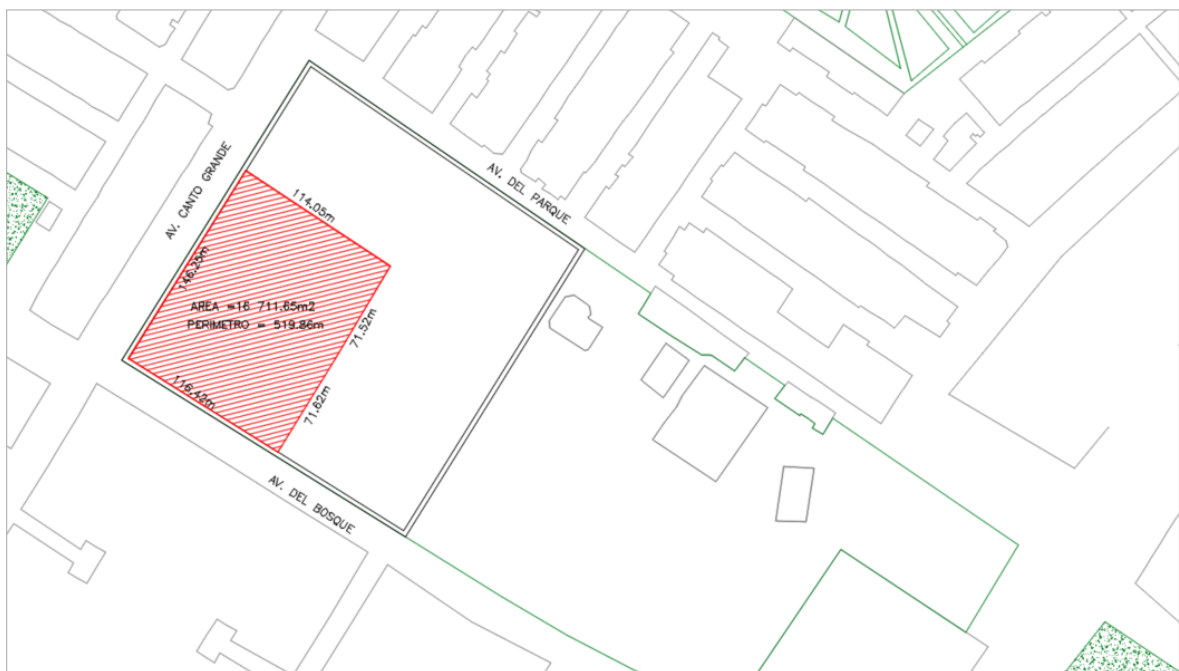 AV. CANTO GRANDE
AV. DEL PARQUE
114.05m
146.25m
AREA =16 711.65m2
PERIMETRO = 519.86m
71.52m
71.62m
116.42m
AV. DEL BOSQUE